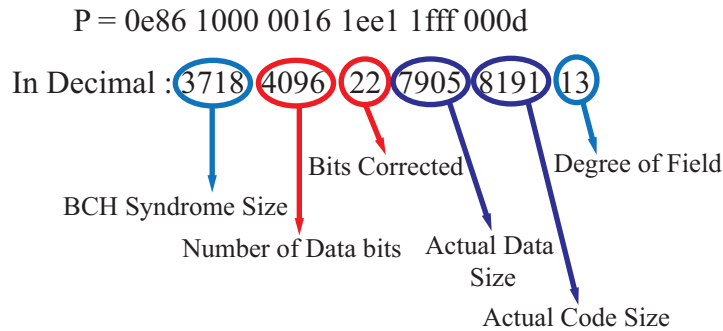 P = 0e86 1000 0016 1ee1 1fff 000d
In Decimal : 3718 4096 22 7905 8191 13
Bits Corrected
Degree of Field
BCH Syndrome Size
Number of Data bits
Actual Data
Size
Actual Code Size